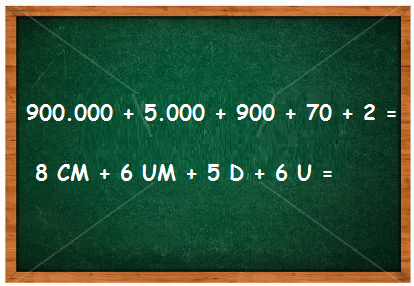 900.000 + 5.000 + 900 + 70 + 2 =
8 CM + 6 UM + 5 D + 6 U =